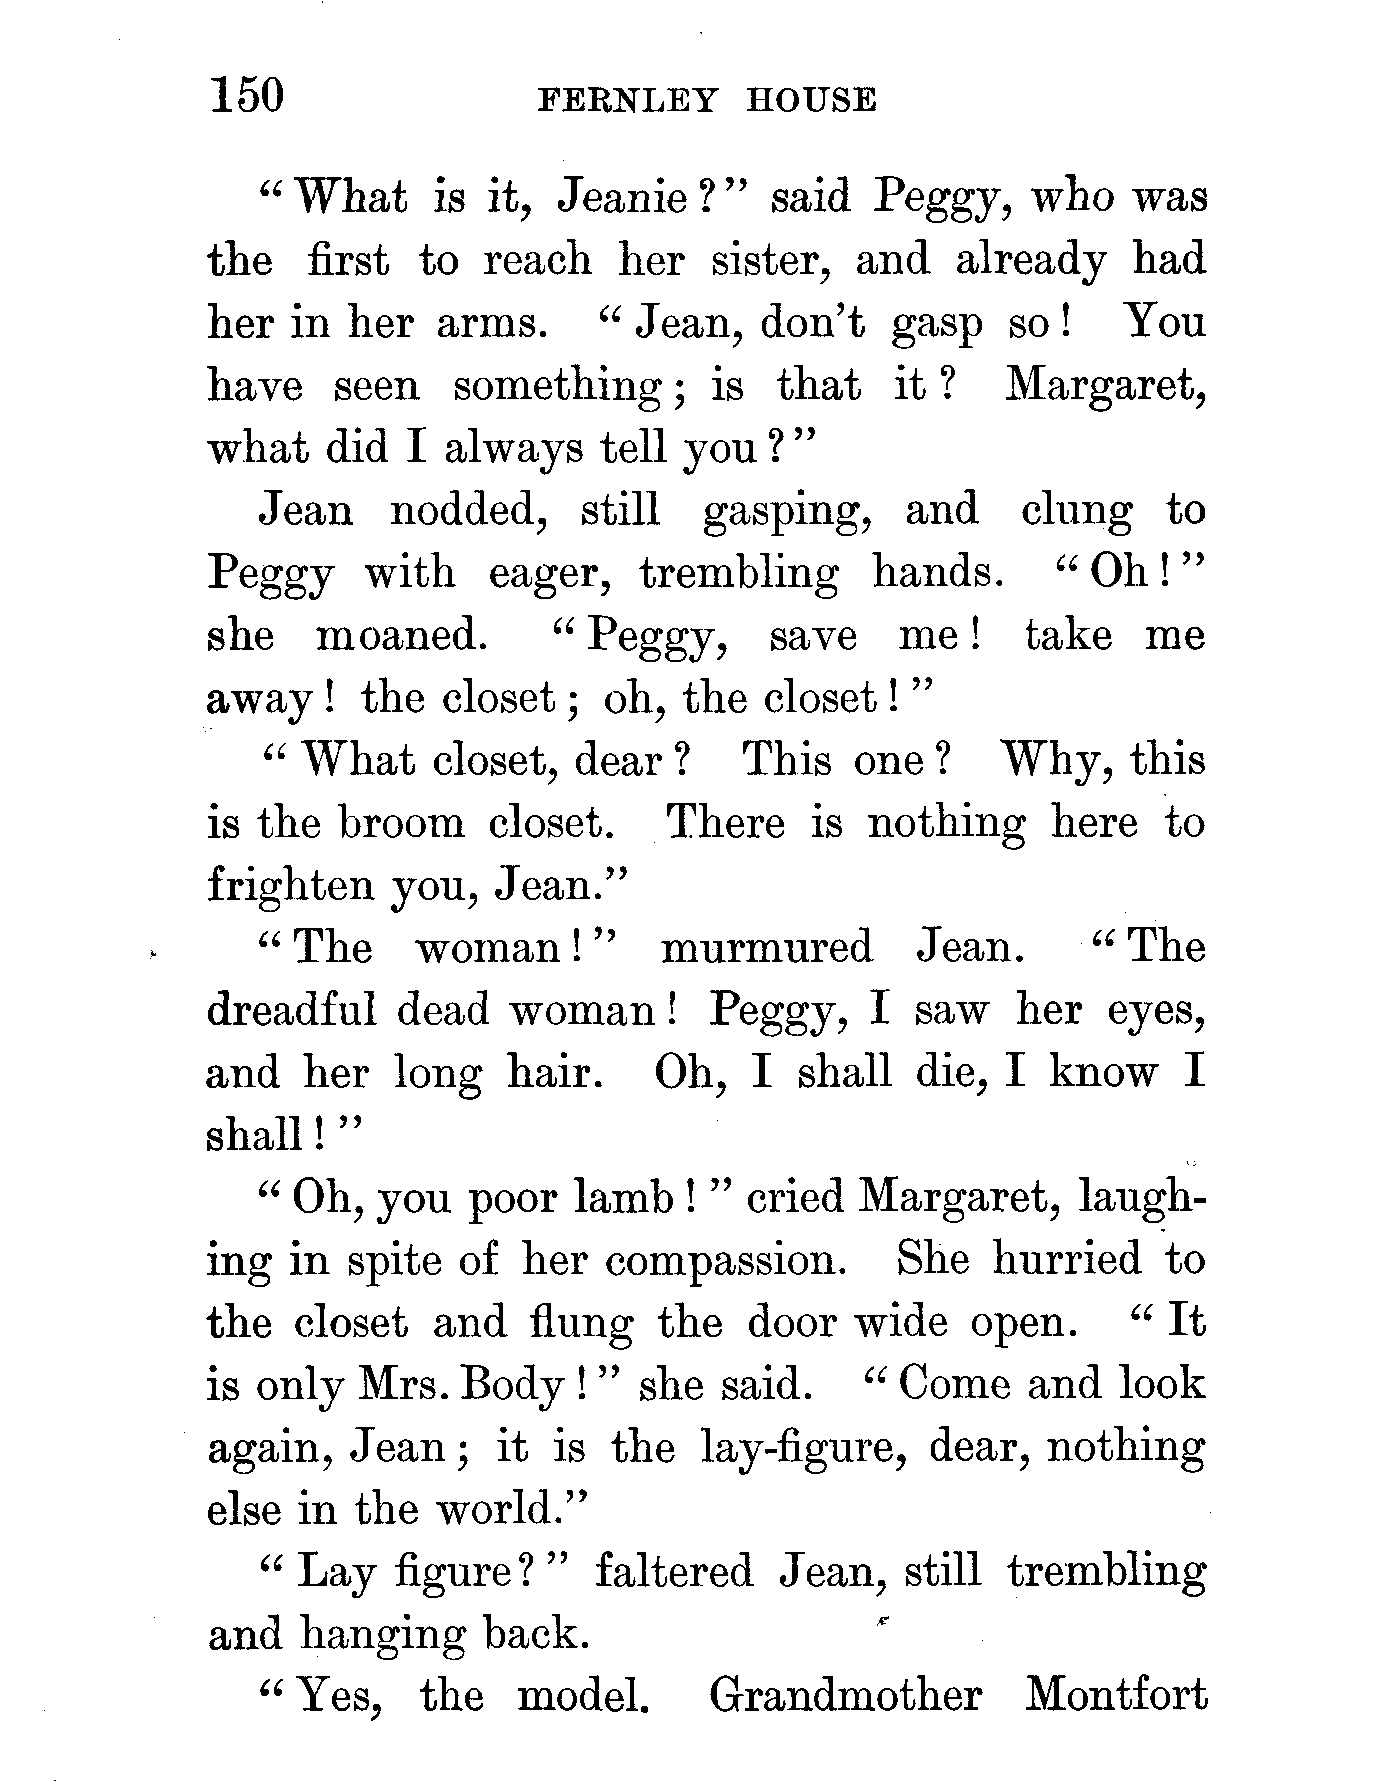 150 FERNLEY HOUSE
“What is it, Jeanie?” said Peggy, who was
the first to reach her sister, and already had
her in her arms. “Jean, don’t gasp so! You
have seen something; is that it? Margaret,
what did I always tell you?”
Jean nodded, still gasping, and clung to
Peggy with eager, trembling hands. “Oh!”
she moaned. “Peggy, save me! take me
away! the closet; oh, the closet!”
“What closet, dear? This one? Why, this
is the broom closet. There is nothing here to
frighten you, Jean.”
“The woman!” murmured Jean. “The
dreadful dead woman! Peggy, I saw her eyes,
and her long hair. Oh, I shall die, I know I
shall!”
“Oh, you poor lamb!” cried Margaret, laugh-
ing in spite of her compassion. She hurried to
the closet and flung the door wide open. “It
is only Mrs. Body!” she said. “Come and look
again, Jean; it is the lay-figure, dear, nothing
else in the world.”
“Lay figure?” faltered Jean, still trembling
and hanging back.
“Yes, the model. Grandmother Montfort